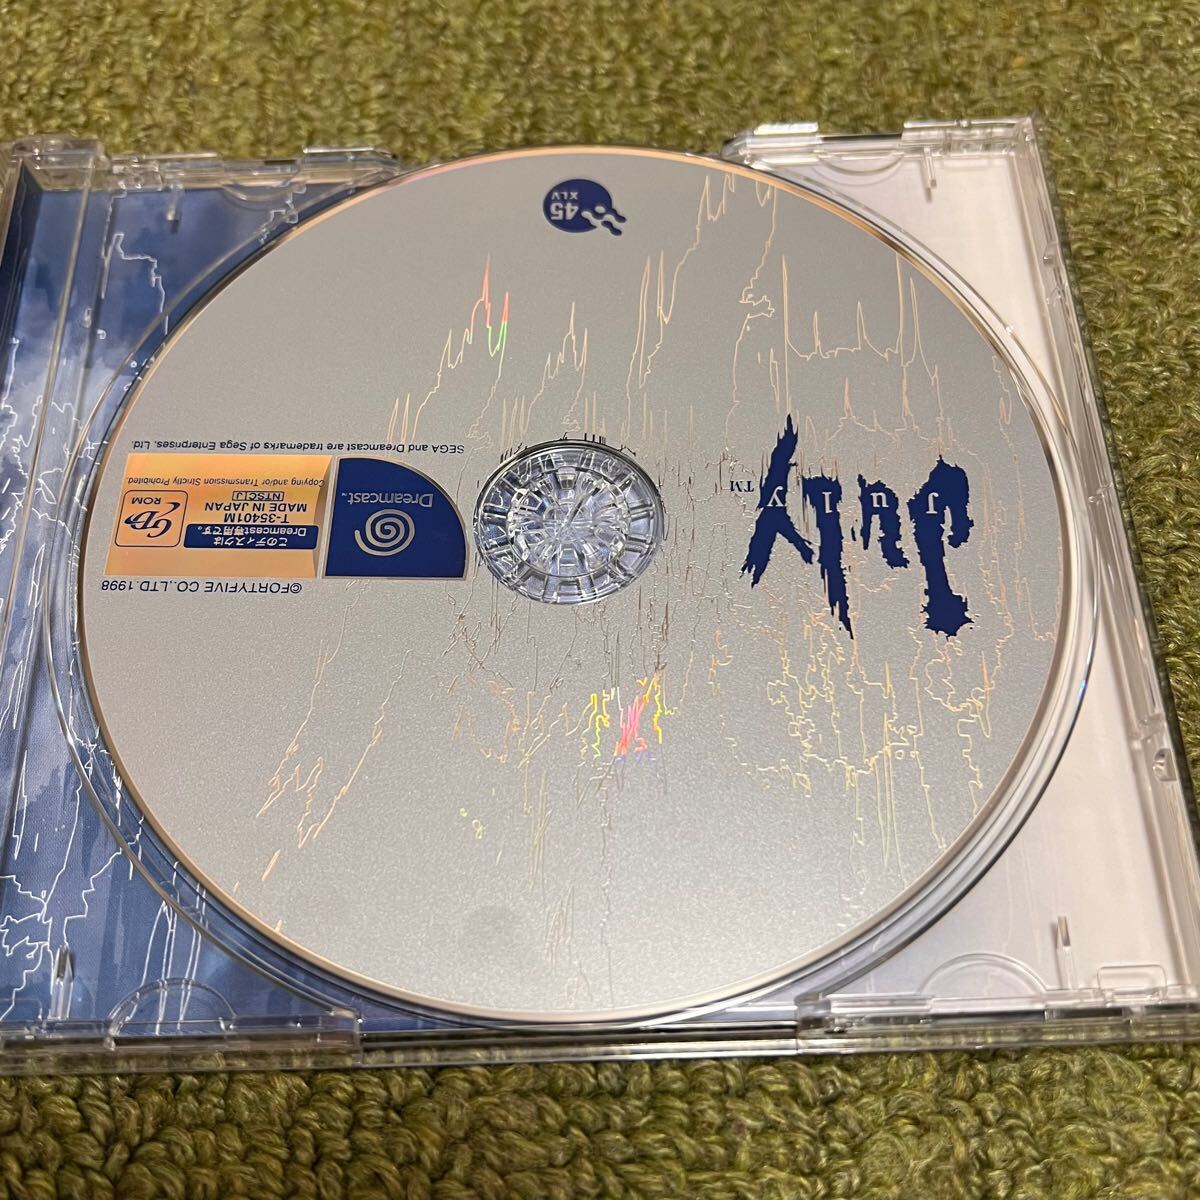 July
J u l y ™
45
XLV
©FORTYFIVE CO.,LTD.1998
Dreamcast™
このディスクは
Dreamcast専用です。
T-35401M
MADE IN JAPAN
NTSC J
GD
ROM
Copying and/or Transmission Strictly Prohibited.
SEGA and Dreamcast are trademarks of Sega Enterprises, Ltd.